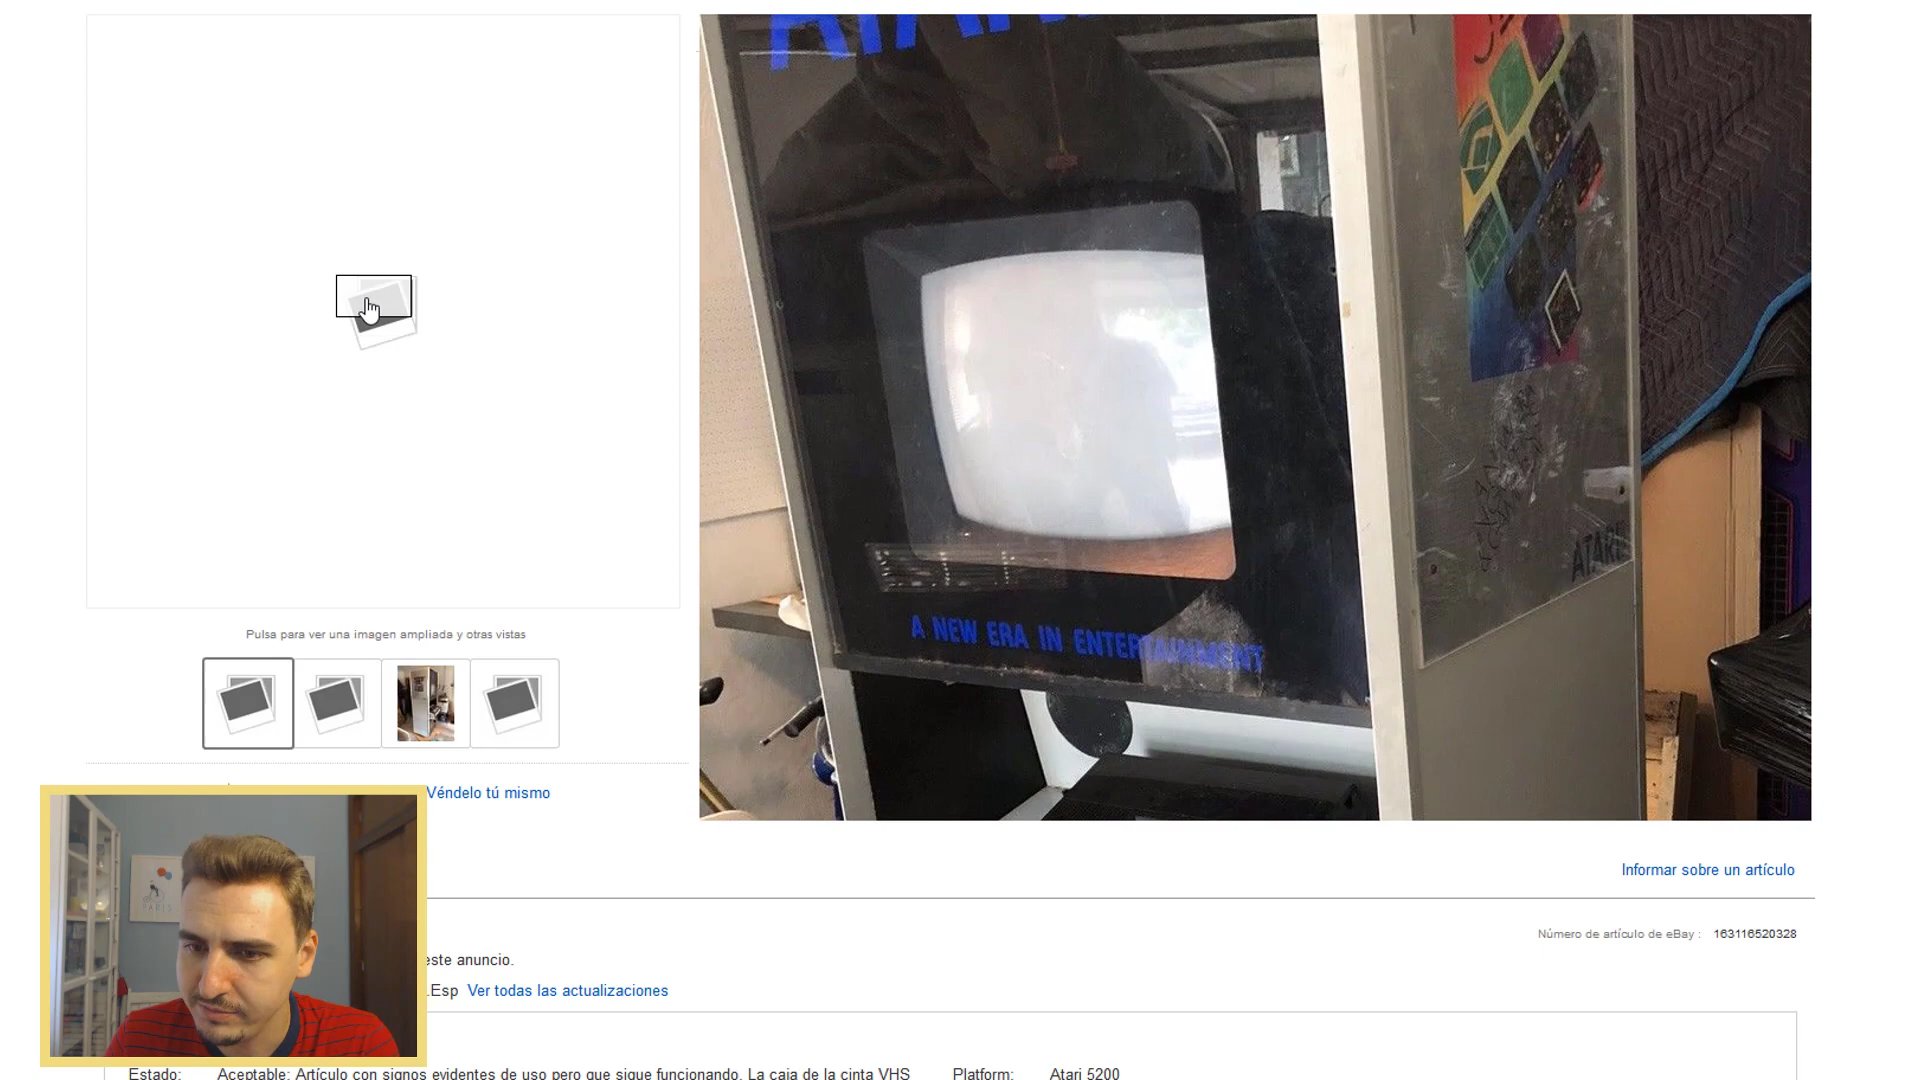 ATARI
A NEW ERA IN ENTERTAINMENT
ATARI
Pulsa para ver una imagen ampliada y otras vistas
Véndelo tú mismo
PARIS
Informar sobre un artículo
Número de artículo de eBay : 163116520328
este anuncio.
.Esp Ver todas las actualizaciones
Estado: Aceptable: Artículo con signos evidentes de uso pero que sigue funcionando. La caja de la cinta VHS Platform: Atari 5200